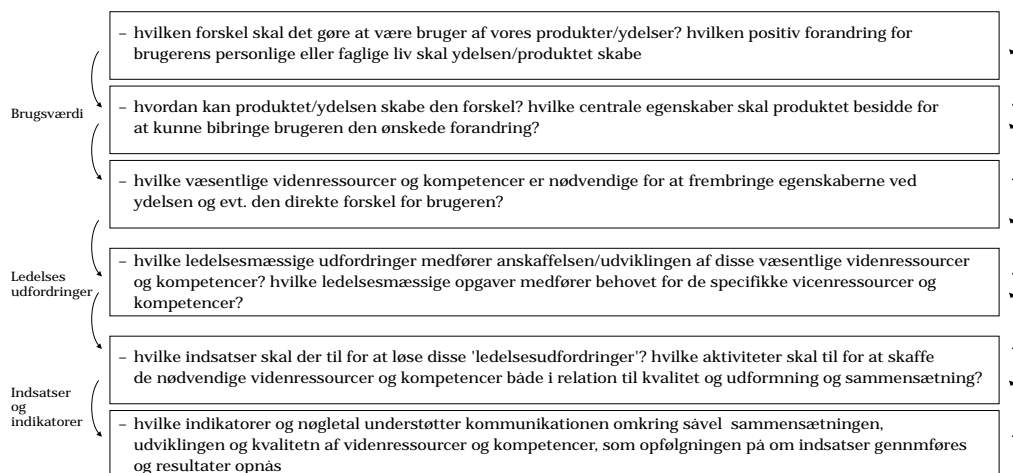 – hvilken forskel skal det gøre at være bruger af vores produkter/ydelser? hvilken positiv forandring for
brugerens personlige eller faglige liv skal ydelsen/produktet skabe
Brugsværdi
– hvordan kan produktet/ydelsen skabe den forskel? hvilke centrale egenskaber skal produktet besidde for
at kunne bibringe brugeren den ønskede forandring?
– hvilke væsentlige videnressourcer og kompetencer er nødvendige for at frembringe egenskaberne ved
ydelsen og evt. den direkte forskel for brugeren?
Ledelses
udfordringer
– hvilke ledelsesmæssige udfordringer medfører anskaffelsen/udviklingen af disse væsentlige videnressourcer
og kompetencer? hvilke ledelsesmæssige opgaver medfører behovet for de specifikke vicenressourcer og
kompetencer?
– hvilke indsatser skal der til for at løse disse 'ledelsesudfordringer'? hvilke aktiviteter skal til for at skaffe
de nødvendige videnressourcer og kompetencer både i relation til kvalitet og udformning og sammensætning?
Indsatser
og
indikatorer
– hvilke indikatorer og nøgletal understøtter kommunikationen omkring såvel sammensætningen,
udviklingen og kvalitetn af videnressourcer og kompetencer, som opfølgningen på om indsatser gennmføres
og resultater opnås